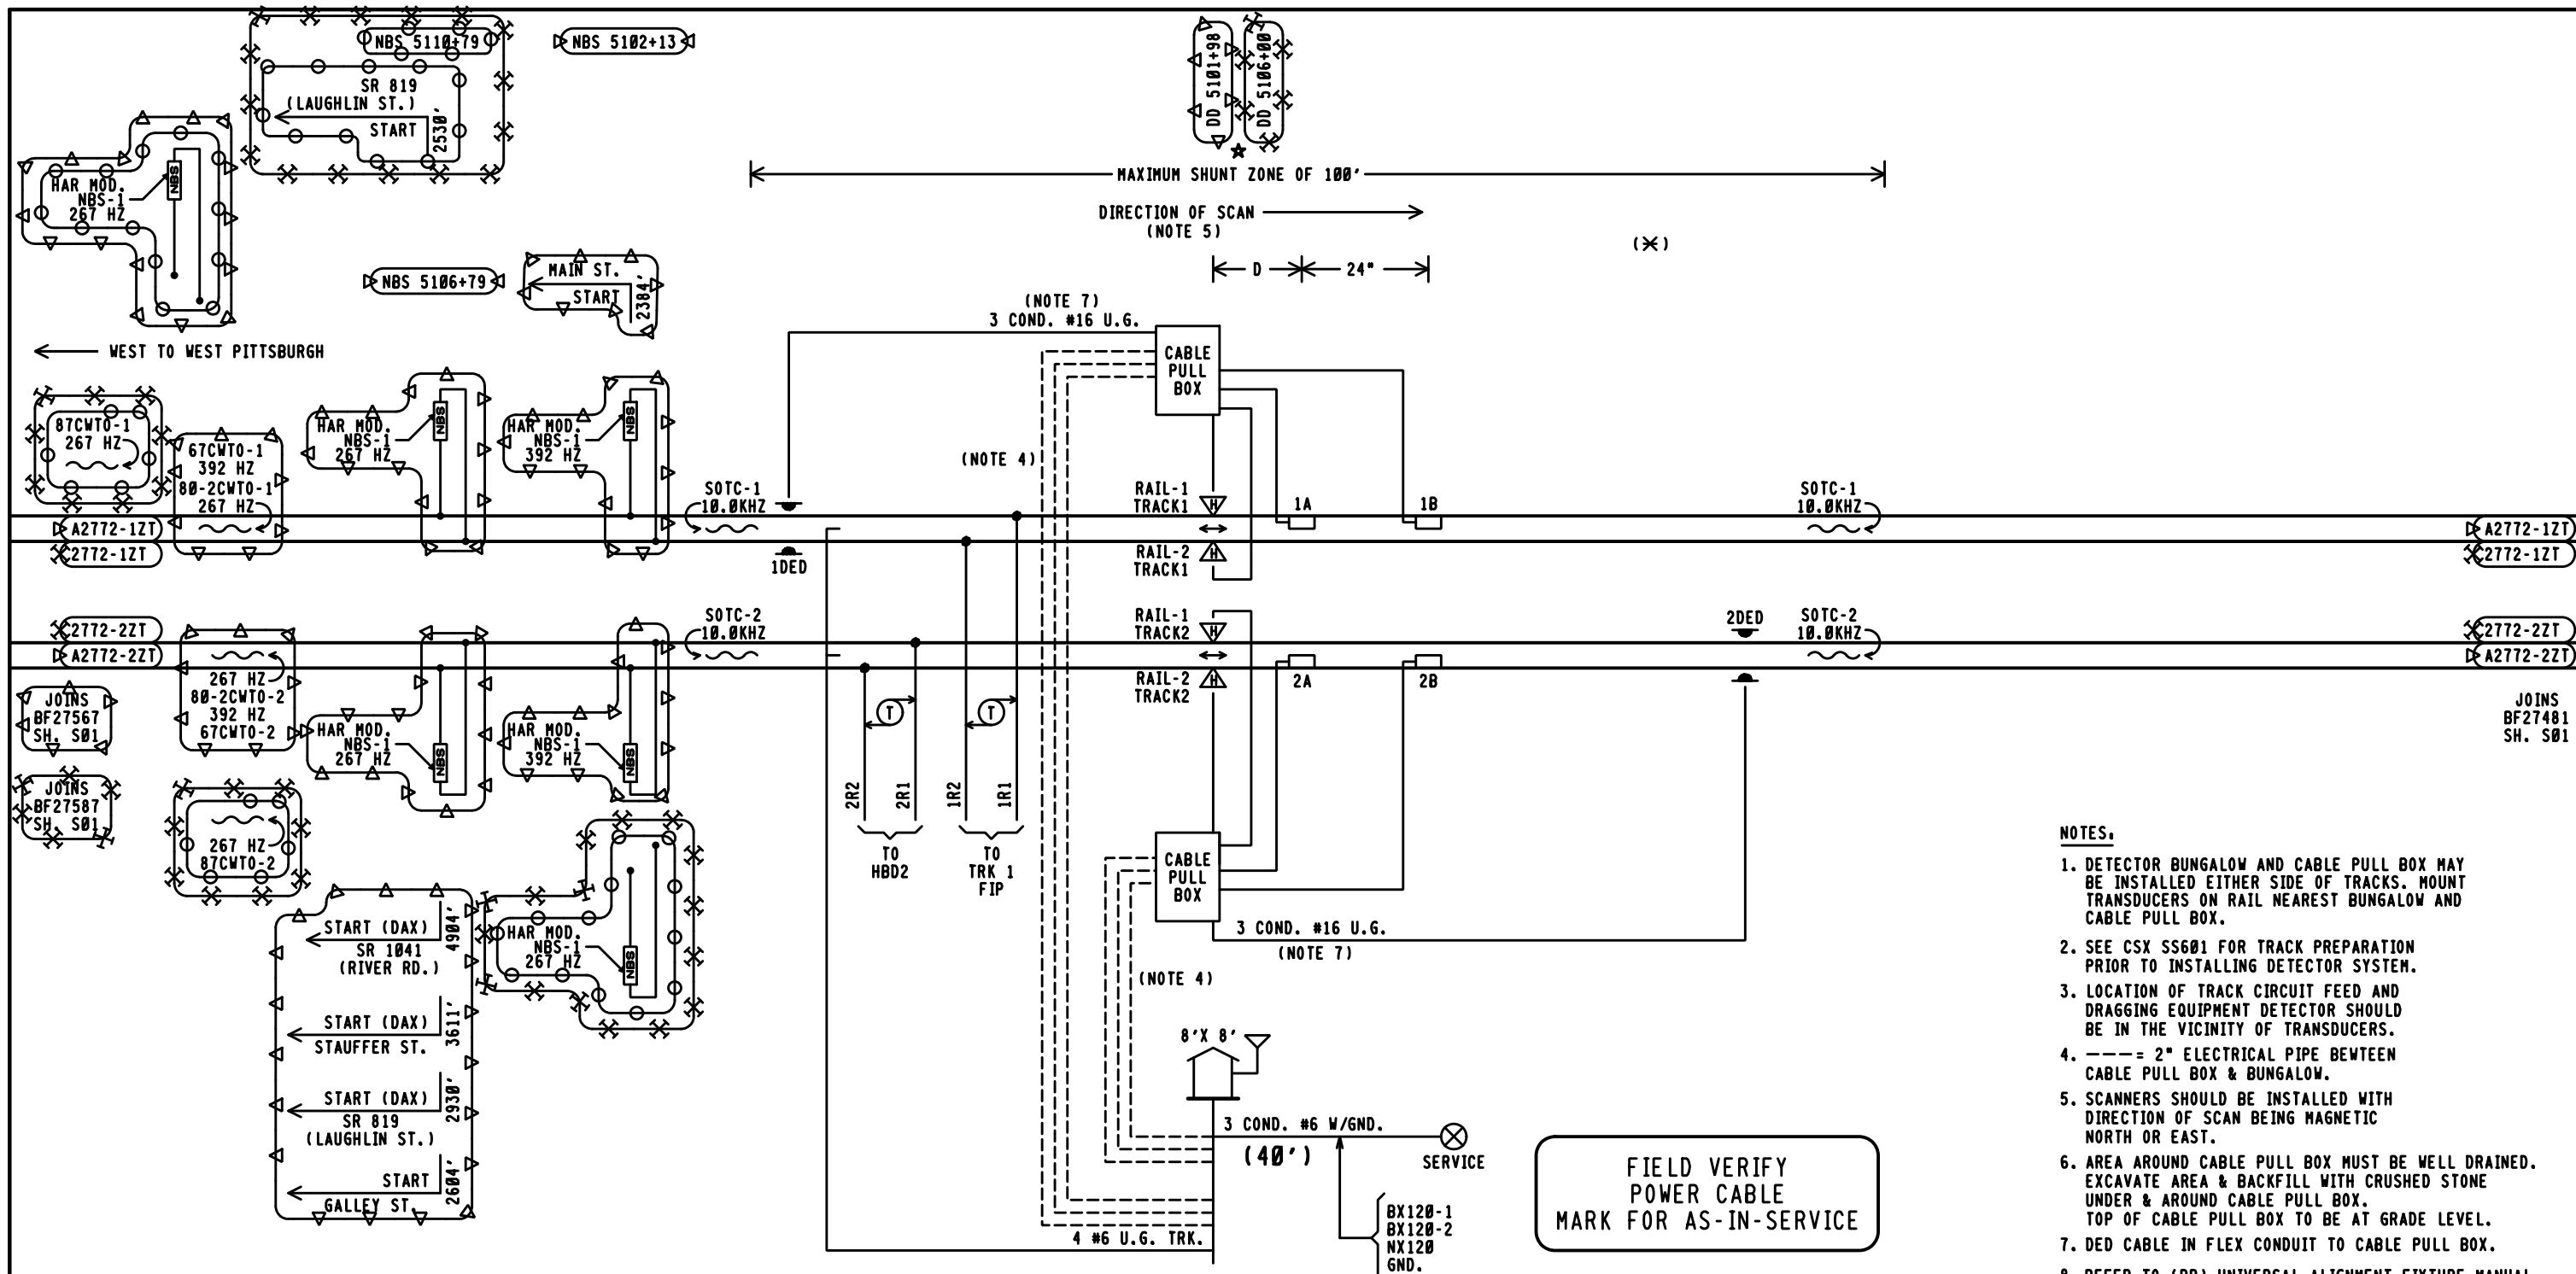 NBS 5110+79
NBS 5102+13
SR 819
(LAUGHLIN ST.)
START
2530'
DD 5101+98
DD 5106+00
MAXIMUM SHUNT ZONE OF 100'
DIRECTION OF SCAN
(NOTE 5)
D
24"
HAR MOD.
NBS-1
267 HZ
NBS
NBS 5106+79
MAIN ST.
START
2384'
WEST TO WEST PITTSBURGH
(NOTE 7)
3 COND. #16 U.G.
CABLE
PULL
BOX
87CWTO-1
267 HZ
67CWTO-1
392 HZ
80-2CWTO-1
267 HZ
HAR MOD.
NBS-1
267 HZ
NBS
HAR MOD.
NBS-1
392 HZ
NBS
(NOTE 4)
SOTC-1
10.0KHZ
RAIL-1
TRACK1
H
1A
1B
SOTC-1
10.0KHZ
A2772-1ZT
2772-1ZT
A2772-1ZT
2772-1ZT
1DED
RAIL-2
TRACK1
H
2772-2ZT
A2772-2ZT
SOTC-2
10.0KHZ
RAIL-1
TRACK2
H
2DED
SOTC-2
10.0KHZ
2772-2ZT
A2772-2ZT
RAIL-2
TRACK2
H
2A
2B
JOINS
BF27567
SH. S01
267 HZ
80-2CWTO-2
392 HZ
67CWTO-2
HAR MOD.
NBS-1
267 HZ
NBS
HAR MOD.
NBS-1
392 HZ
NBS
T
T
JOINS
BF27481
SH. S01
JOINS
BF27587
SH. S01
267 HZ
87CWTO-2
2R2
2R1
1R2
1R1
TO
HBD2
TO
TRK 1
FIP
CABLE
PULL
BOX
3 COND. #16 U.G.
(NOTE 7)
(NOTE 4)
HAR MOD.
NBS-1
267 HZ
NBS
START (DAX)
4904'
SR 1041
(RIVER RD.)
START (DAX)
3611'
STAUFFER ST.
START (DAX)
2930'
SR 819
(LAUGHLIN ST.)
START
2604'
GALLEY ST.
8'X 8'
3 COND. #6 W/GND.
(40')
SERVICE
4 #6 U.G. TRK.
BX120-1
BX120-2
NX120
GND.
FIELD VERIFY
POWER CABLE
MARK FOR AS-IN-SERVICE
NOTES.
1. DETECTOR BUNGALOW AND CABLE PULL BOX MAY
BE INSTALLED EITHER SIDE OF TRACKS. MOUNT
TRANSDUCERS ON RAIL NEAREST BUNGALOW AND
CABLE PULL BOX.
2. SEE CSX SS601 FOR TRACK PREPARATION
PRIOR TO INSTALLING DETECTOR SYSTEM.
3. LOCATION OF TRACK CIRCUIT FEED AND
DRAGGING EQUIPMENT DETECTOR SHOULD
BE IN THE VICINITY OF TRANSDUCERS.
4. ----= 2" ELECTRICAL PIPE BEWTEEN
CABLE PULL BOX & BUNGALOW.
5. SCANNERS SHOULD BE INSTALLED WITH
DIRECTION OF SCAN BEING MAGNETIC
NORTH OR EAST.
6. AREA AROUND CABLE PULL BOX MUST BE WELL DRAINED.
EXCAVATE AREA & BACKFILL WITH CRUSHED STONE
UNDER & AROUND CABLE PULL BOX.
TOP OF CABLE PULL BOX TO BE AT GRADE LEVEL.
7. DED CABLE IN FLEX CONDUIT TO CABLE PULL BOX.